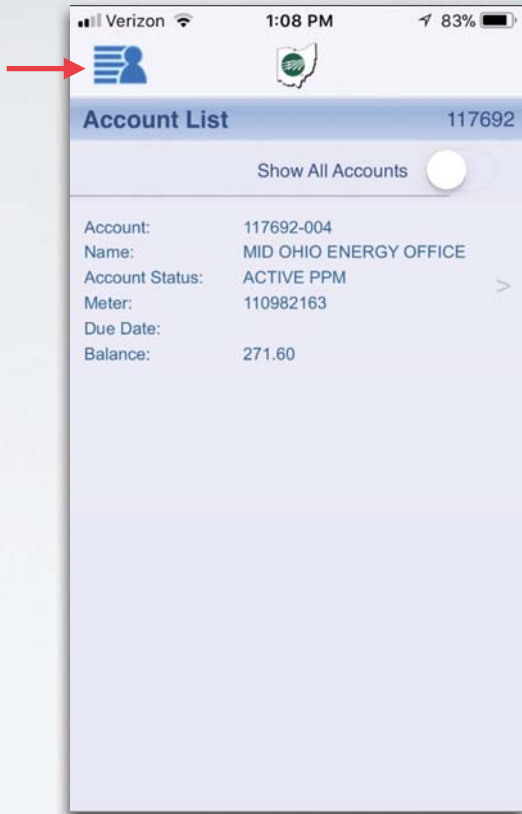 Verizon 1:08 PM 83%
Account List 117692
Show All Accounts
Account: 117692-004
Name: MID OHIO ENERGY OFFICE
Account Status: ACTIVE PPM
Meter: 110982163
Due Date:
Balance: 271.60